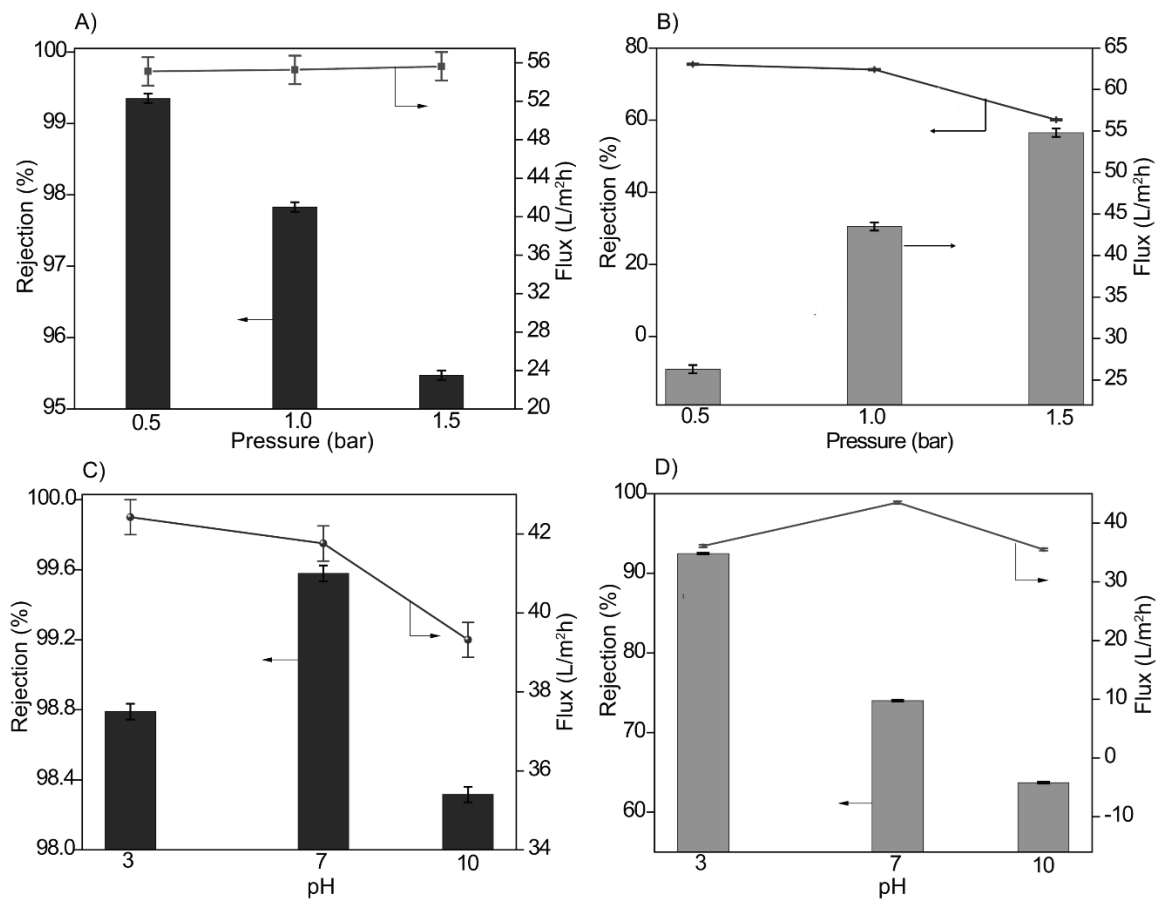 A)
100
99
98
97
96
95
Rejection (%)
56
52
48
44
40
36
32
28
24
20
Flux (L/m²h)
0.5 1.0 1.5
Pressure (bar)
B)
80
60
40
20
0
Rejection (%)
65
60
55
50
45
40
35
30
25
Flux (L/m²h)
0.5 1.0 1.5
Pressure (bar)
C)
100.0
99.6
99.2
98.8
98.4
98.0
Rejection (%)
42
40
38
36
34
Flux (L/m²h)
3 7 10
pH
D)
100
90
80
70
60
Rejection (%)
40
30
20
10
0
-10
Flux (L/m²h)
3 7 10
pH